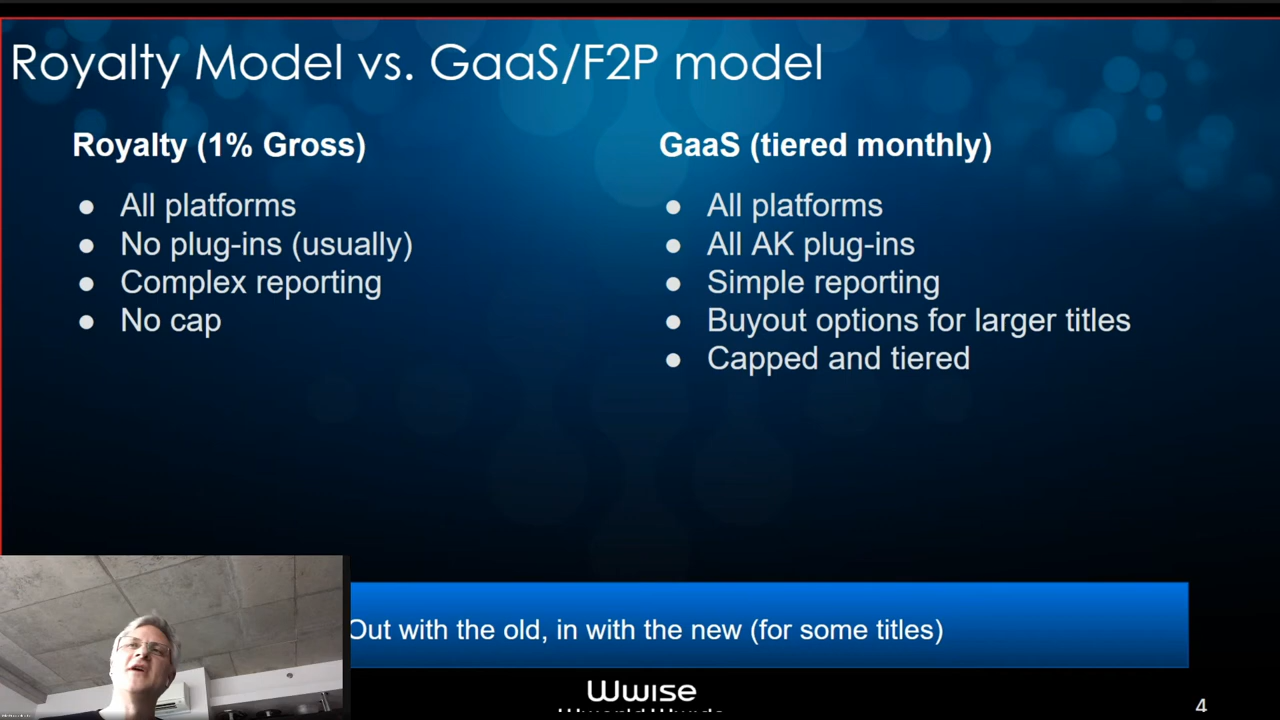 Royalty Model vs. GaaS/F2P model
Royalty (1% Gross)
● All platforms
● No plug-ins (usually)
● Complex reporting
● No cap
GaaS (tiered monthly)
● All platforms
● All AK plug-ins
● Simple reporting
● Buyout options for larger titles
● Capped and tiered
Out with the old, in with the new (for some titles)
Wwise
4